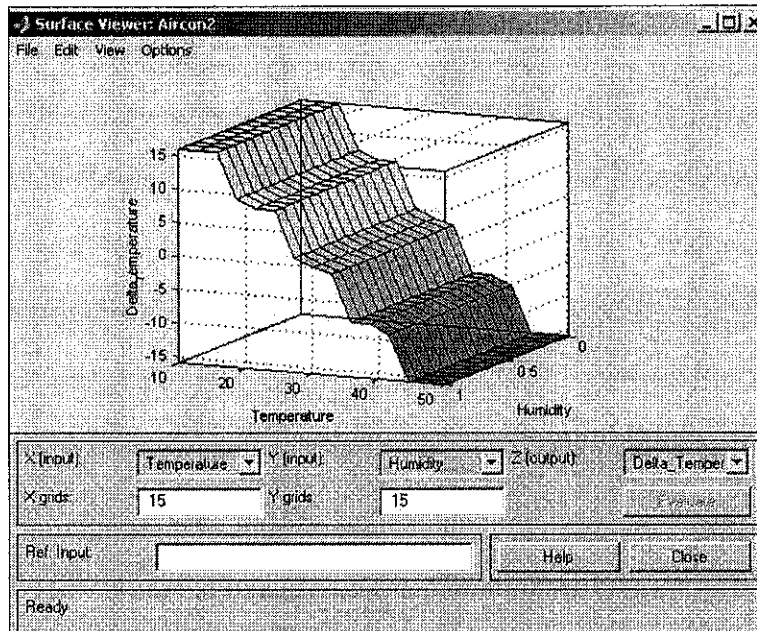 Surface Viewer: Aircon2
File Edit View Options
15
10
5
0
-5
-10
-15
Delta_temperature
10
20
30
40
50
Temperature
1
0.5
0
Humidity
X (input):
Temperature
Y (input):
Humidity
Z (output):
Delta_Temper
X grids:
15
Y grids:
15
Evaluate
Ref. Input:
Help
Close
Ready